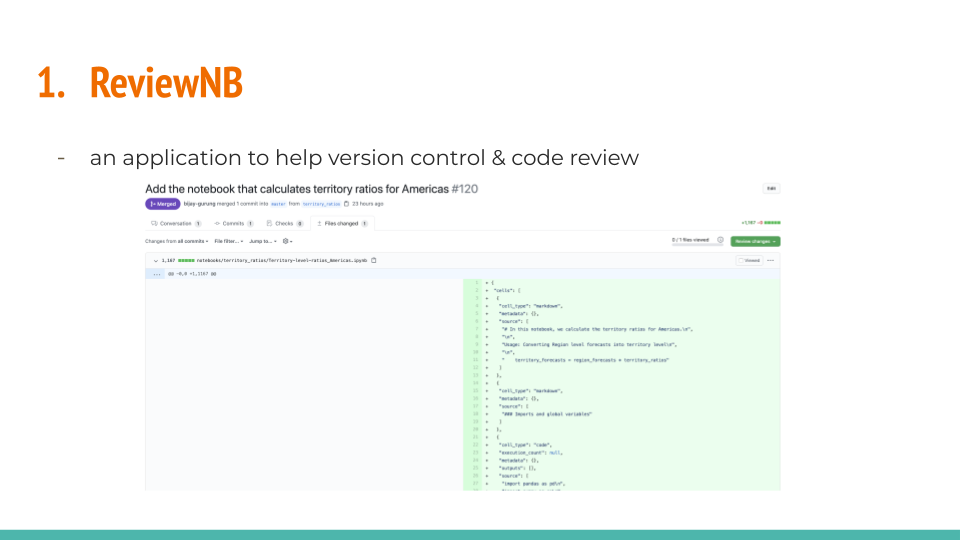 1. ReviewNB
- an application to help version control & code review
Add the notebook that calculates territory ratios for Americas #120
Edit
Merged bijay-gurung merged 1 commit into master from territory_ratios 23 hours ago
Conversation 1 Commits 1 Checks 0 Files changed 1
+1,167 −0
Changes from all commits File filter... Jump to...
0 / 1 files viewed Review changes
1,167 notebooks/territory_ratios/Territory-level-ratios_Americas.ipynb
Viewed ...
... @@ -0,0 +1,1167 @@
1 + {
2 + "cells": [
3 + {
4 + "cell_type": "markdown",
5 + "metadata": {},
6 + "source": [
7 + "# In this notebook, we calculate the territory ratios for Americas.\n",
8 + "\n",
9 + "Usage: Converting Region level forecasts into territory level\n",
10 + "\n",
11 + " territory_forecasts = region_forecasts * territory_ratios"
12 + ]
13 + },
14 + {
15 + "cell_type": "markdown",
16 + "metadata": {},
17 + "source": [
18 + "### Imports and global variables"
19 + ]
20 + },
21 + {
22 + "cell_type": "code",
23 + "execution_count": null,
24 + "metadata": {},
25 + "outputs": [],
26 + "source": [
27 + "import pandas as pd\n",